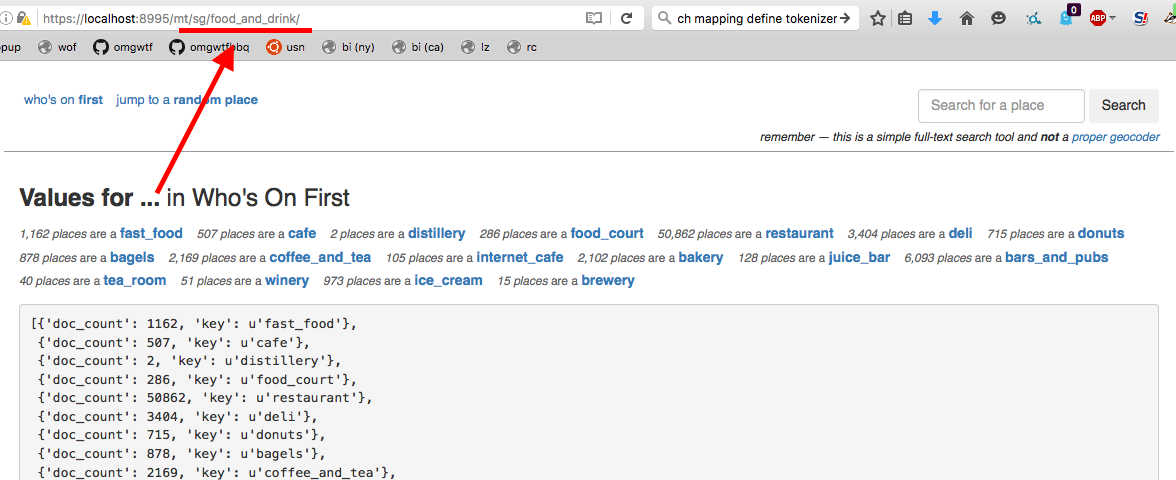 https://localhost:8995/mt/sg/food_and_drink/
ch mapping define tokenizer
0
ABP
S!
opup wof omgwtf omgwtfbbq usn bi (ny) bi (ca) lz rc
who's on first jump to a random place
Search for a place Search
remember — this is a simple full-text search tool and not a proper geocoder
Values for ... in Who's On First
1,162 places are a fast_food 507 places are a cafe 2 places are a distillery 286 places are a food_court 50,862 places are a restaurant 3,404 places are a deli 715 places are a donuts
878 places are a bagels 2,169 places are a coffee_and_tea 105 places are a internet_cafe 2,102 places are a bakery 128 places are a juice_bar 6,093 places are a bars_and_pubs
40 places are a tea_room 51 places are a winery 973 places are a ice_cream 15 places are a brewery
[{'doc_count': 1162, 'key': u'fast_food'},
{'doc_count': 507, 'key': u'cafe'},
{'doc_count': 2, 'key': u'distillery'},
{'doc_count': 286, 'key': u'food_court'},
{'doc_count': 50862, 'key': u'restaurant'},
{'doc_count': 3404, 'key': u'deli'},
{'doc_count': 715, 'key': u'donuts'},
{'doc_count': 878, 'key': u'bagels'},
{'doc_count': 2169, 'key': u'coffee_and_tea'},